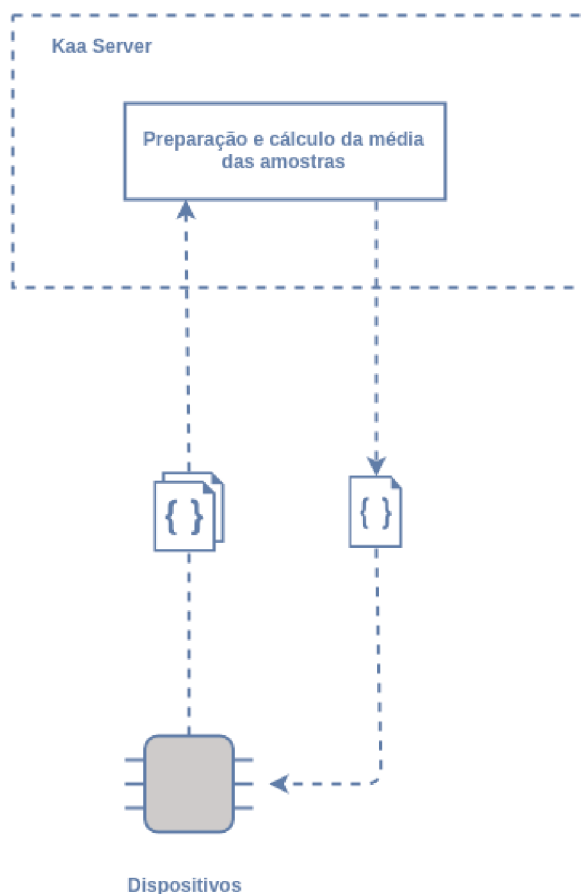 Kaa Server
Preparação e cálculo da média
das amostras
{ }
{ }
Dispositivos